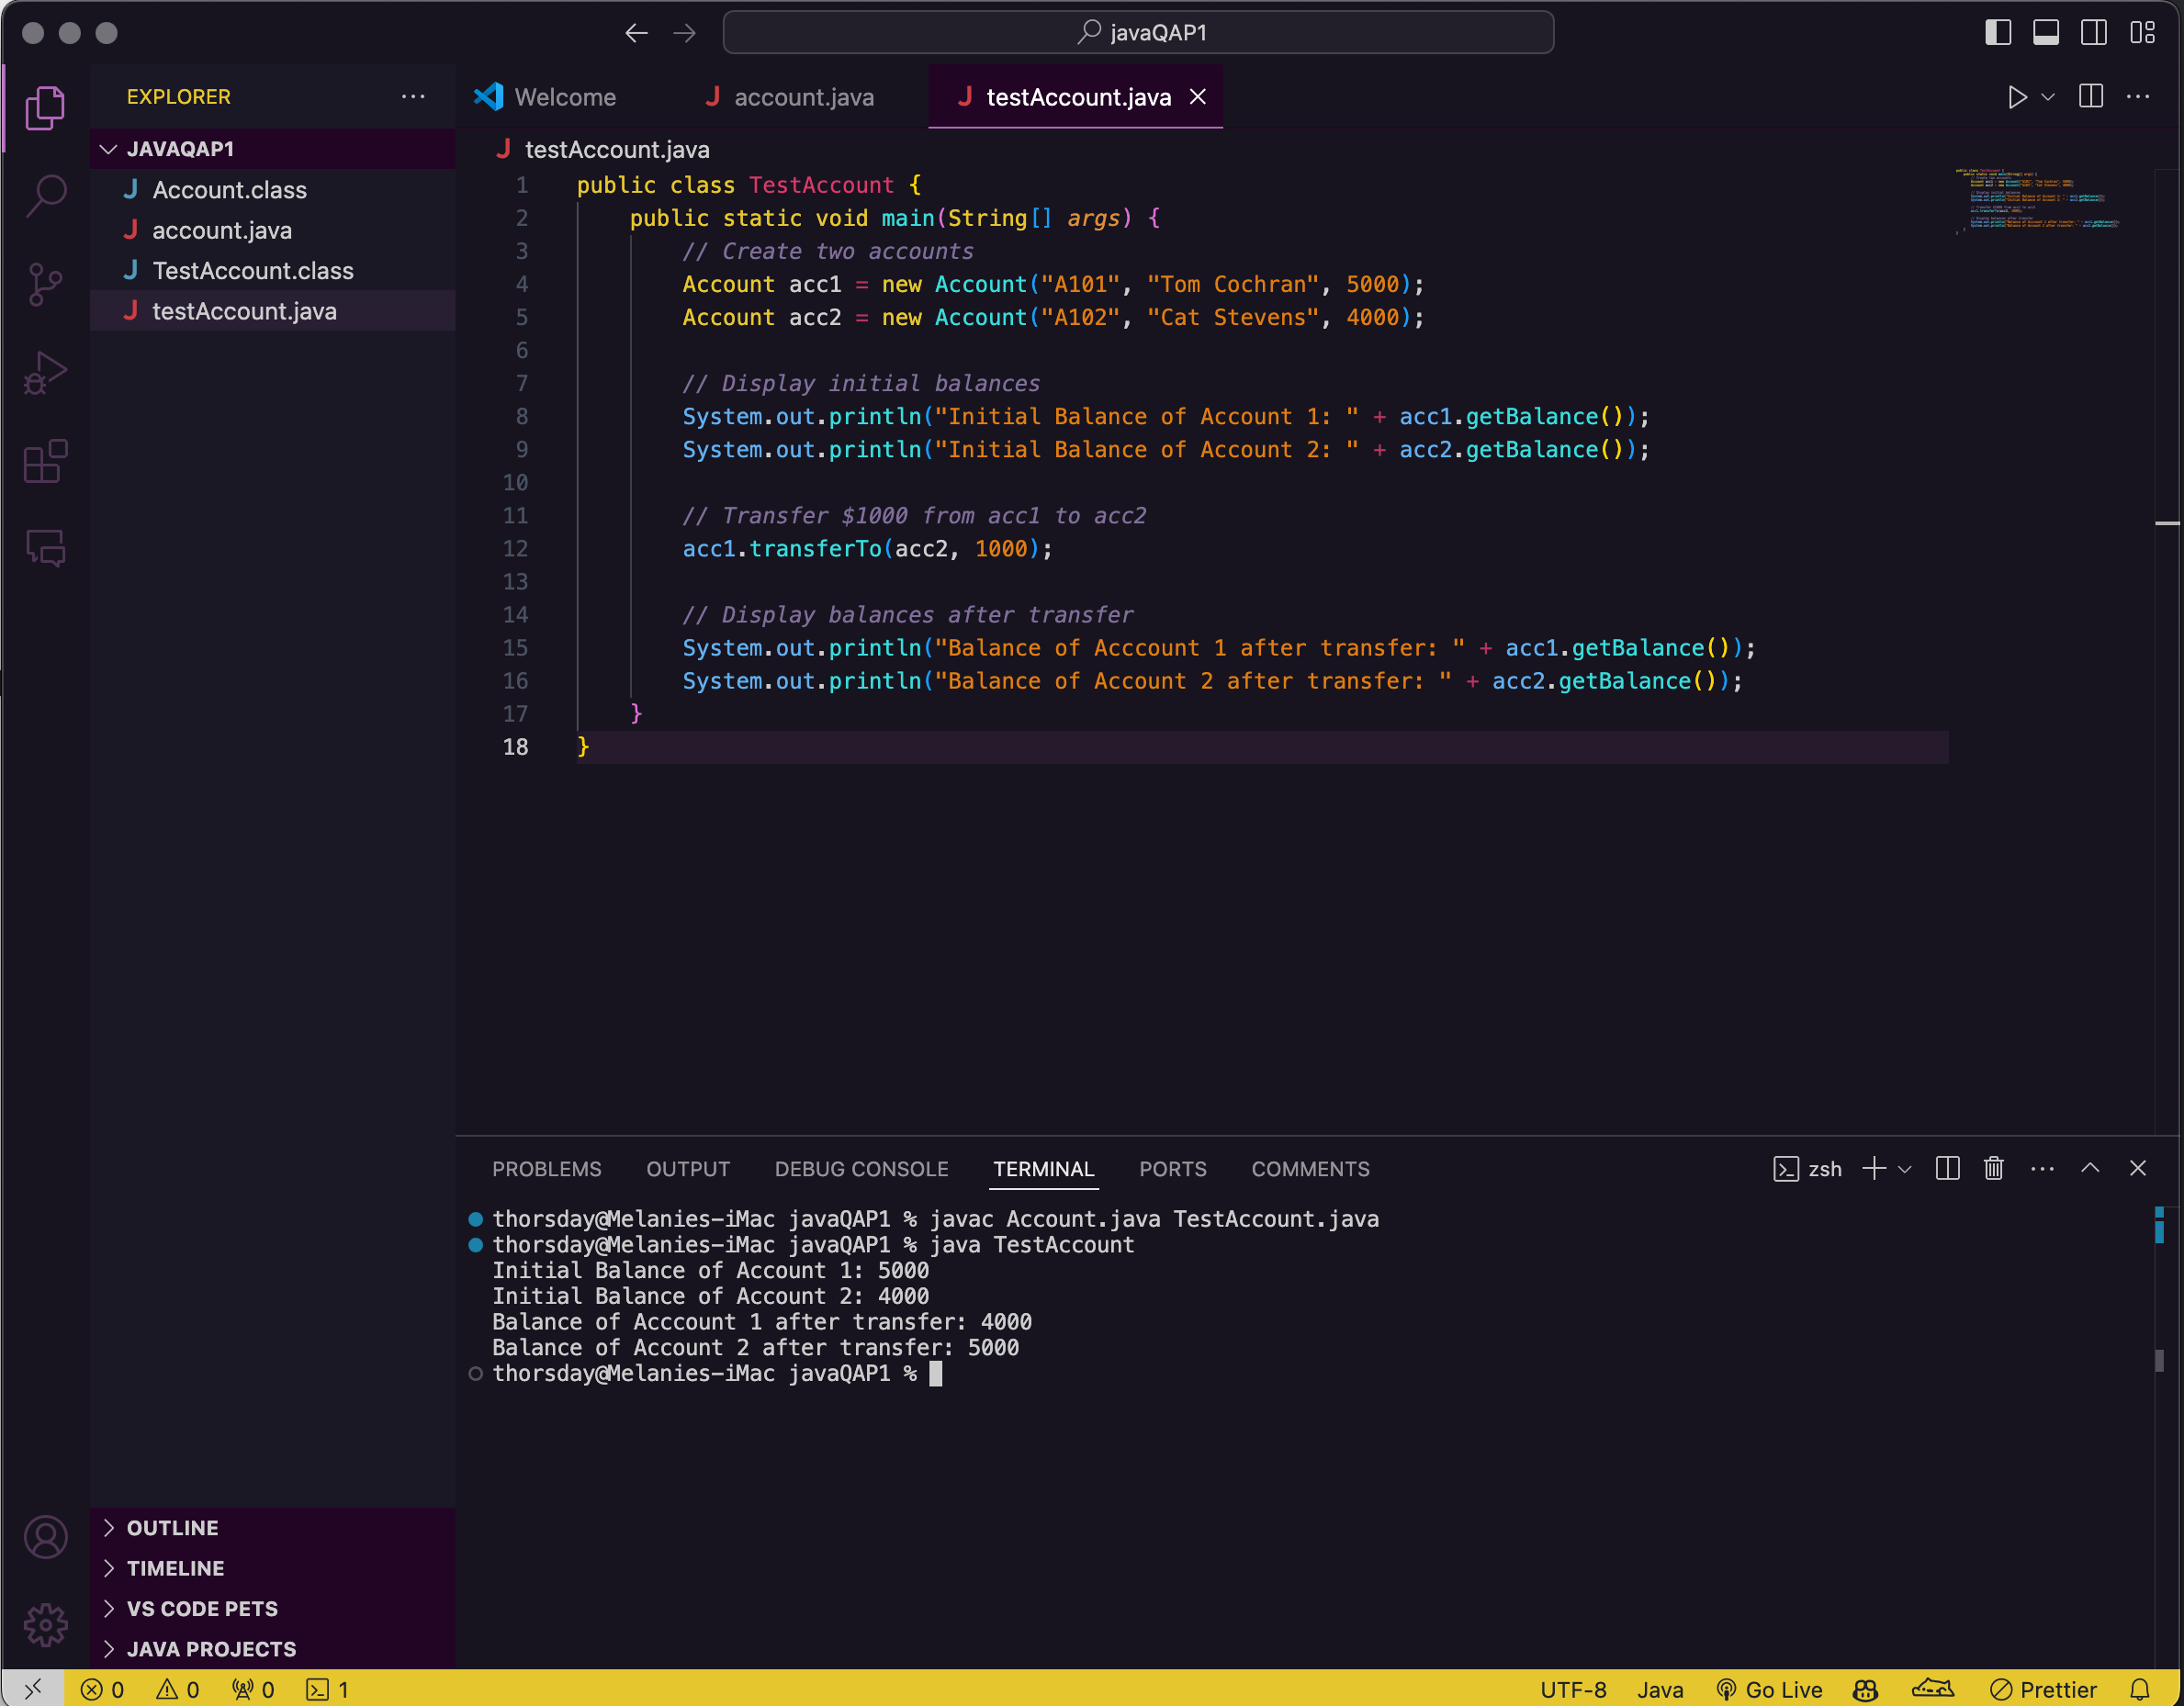 javaQAP1
EXPLORER
Welcome
account.java
testAccount.java
JAVAQAP1
Account.class
account.java
TestAccount.class
testAccount.java
testAccount.java
1 public class TestAccount {
2 public static void main(String[] args) {
3 // Create two accounts
4 Account acc1 = new Account("A101", "Tom Cochran", 5000);
5 Account acc2 = new Account("A102", "Cat Stevens", 4000);
6
7 // Display initial balances
8 System.out.println("Initial Balance of Account 1: " + acc1.getBalance());
9 System.out.println("Initial Balance of Account 2: " + acc2.getBalance());
10
11 // Transfer $1000 from acc1 to acc2
12 acc1.transferTo(acc2, 1000);
13
14 // Display balances after transfer
15 System.out.println("Balance of Acccount 1 after transfer: " + acc1.getBalance());
16 System.out.println("Balance of Account 2 after transfer: " + acc2.getBalance());
17 }
18 }
PROBLEMS OUTPUT DEBUG CONSOLE TERMINAL PORTS COMMENTS zsh
thorsday@Melanies-iMac javaQAP1 % javac Account.java TestAccount.java
thorsday@Melanies-iMac javaQAP1 % java TestAccount
Initial Balance of Account 1: 5000
Initial Balance of Account 2: 4000
Balance of Acccount 1 after transfer: 4000
Balance of Account 2 after transfer: 5000
thorsday@Melanies-iMac javaQAP1 %
OUTLINE
TIMELINE
VS CODE PETS
JAVA PROJECTS
0 0 0 1 UTF-8 Java Go Live Prettier